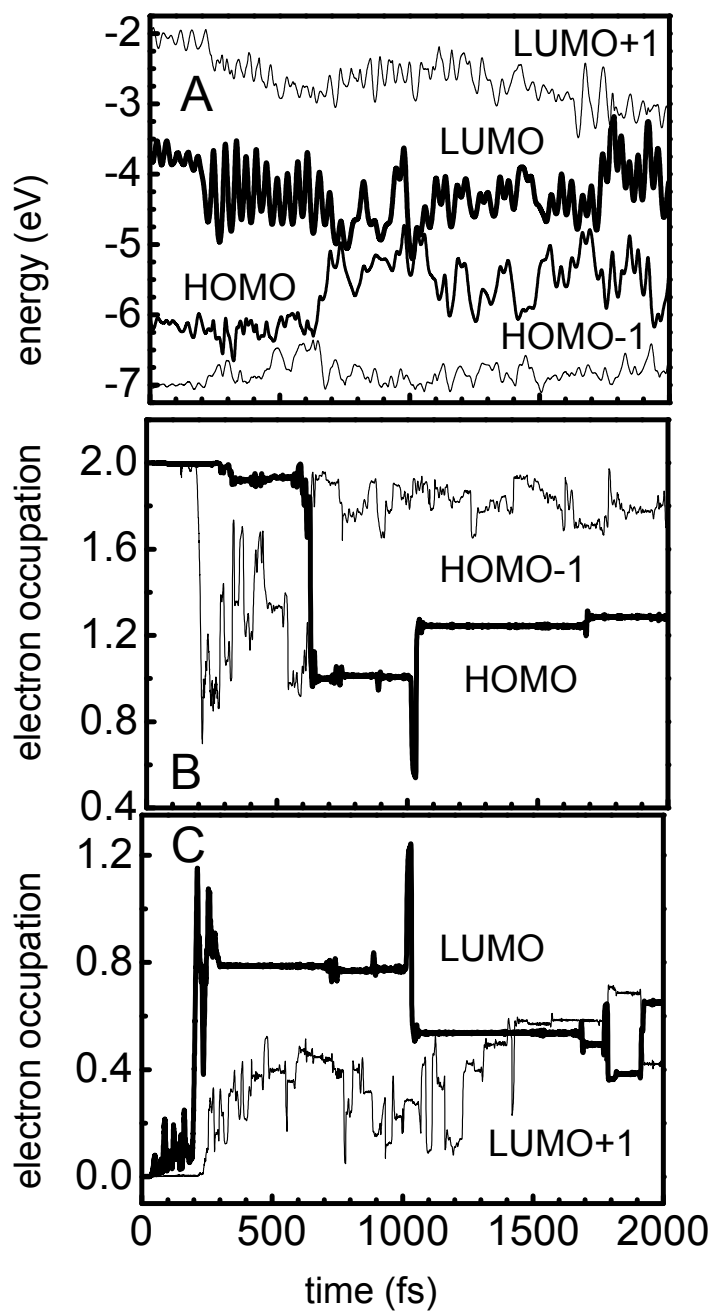 -2
-3
-4
-5
-6
-7
energy (eV)
A
LUMO+1
LUMO
HOMO
HOMO-1
2.0
1.6
1.2
0.8
0.4
electron occupation
HOMO-1
HOMO
B
1.2
0.8
0.4
0.0
electron occupation
C
LUMO
LUMO+1
0
500
1000
1500
2000
time (fs)